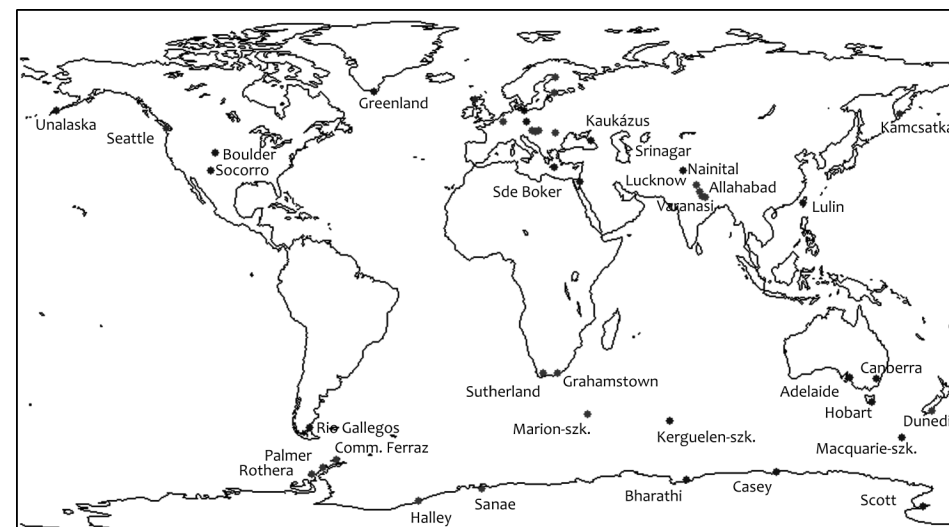 Greenland
Unalaska
Seattle
Kaukázus
Kamcsatka
Boulder
Socorro
Srinagar
Nainital
Lucknow
Allahabad
Sde Boker
Varanasi
Lulin
Canberra
Sutherland
Grahamstown
Adelaide
Hobart
Dunedi
Marion-szk.
Kerguelen-szk.
Macquarie-szk.
Rio Gallegos
Comm. Ferraz
Palmer
Rothera
Halley
Sanae
Bharathi
Casey
Scott